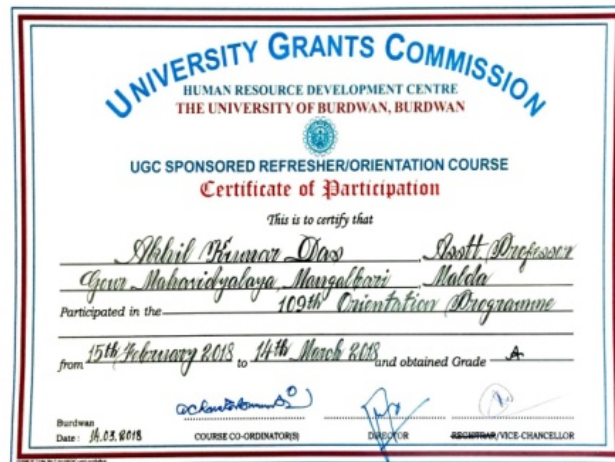 UNIVERSITY GRANTS COMMISSION
HUMAN RESOURCE DEVELOPMENT CENTRE
THE UNIVERSITY OF BURDWAN, BURDWAN
UGC SPONSORED REFRESHER/ORIENTATION COURSE
Certificate of Participation
This is to certify that
Akhil Kumar Das, Asstt. Professor
Gour Mahavidyalaya, Mangalbari, Malda
Participated in the 109th Orientation Programme
from 15th February 2018 to 14th March 2018 and obtained Grade A
Burdwan
Date : 14.03.2018 COURSE CO-ORDINATOR(S) DIRECTOR REGISTRAR/VICE-CHANCELLOR